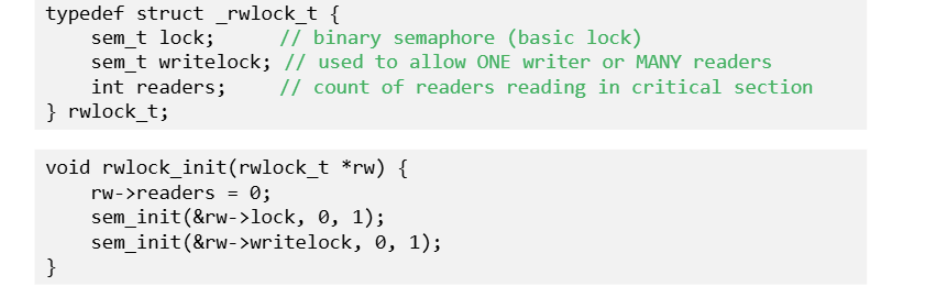 typedef struct _rwlock_t {
    sem_t lock;      // binary semaphore (basic lock)
    sem_t writelock; // used to allow ONE writer or MANY readers
    int readers;     // count of readers reading in critical section
} rwlock_t;
void rwlock_init(rwlock_t *rw) {
    rw->readers = 0;
    sem_init(&rw->lock, 0, 1);
    sem_init(&rw->writelock, 0, 1);
}